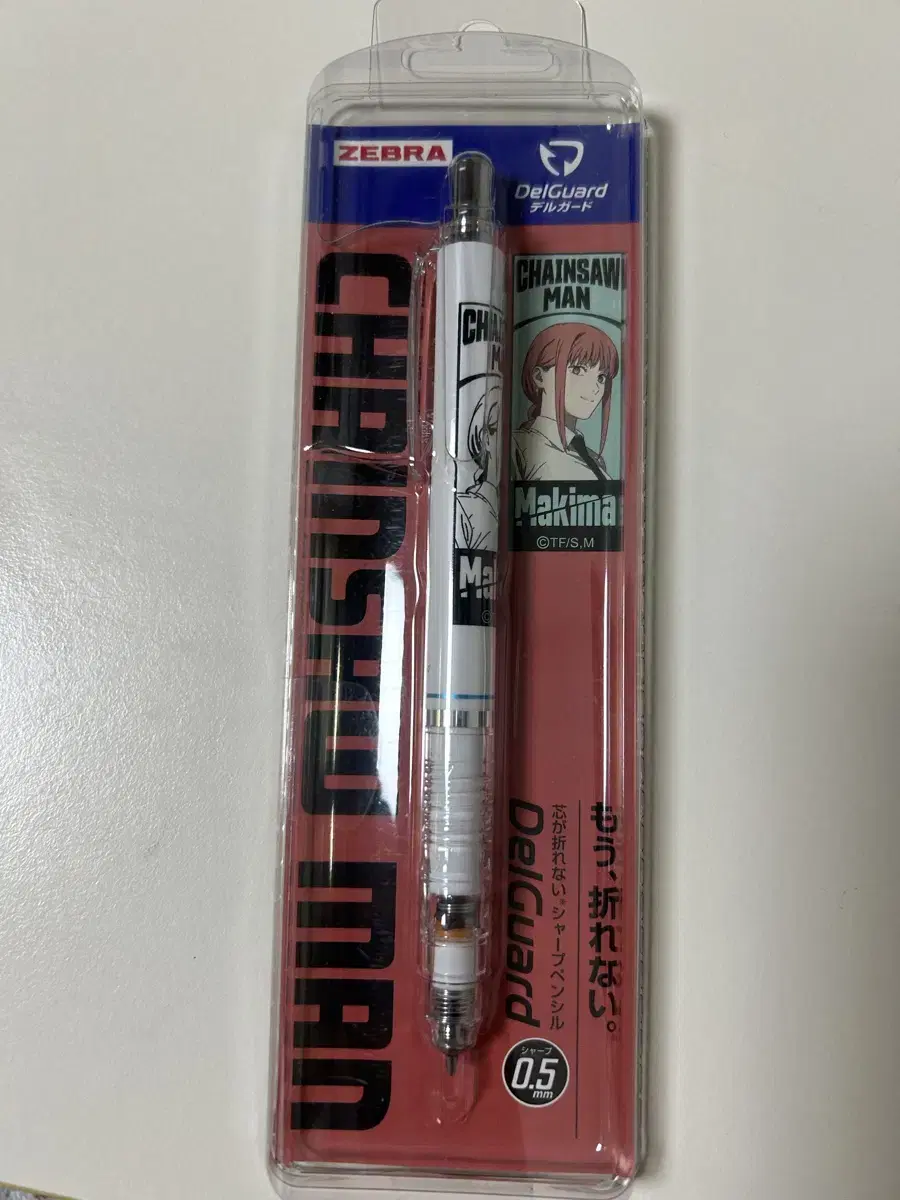 ZEBRA
DelGuard
デルガード
CHAINSAW MAN
CHAINSAW
MAN
Makima
©TF/S,M
CHA
M
Ma
©
もう、折れない。
芯が折れない※シャープペンシル
DelGuard
シャープ
0.5
mm